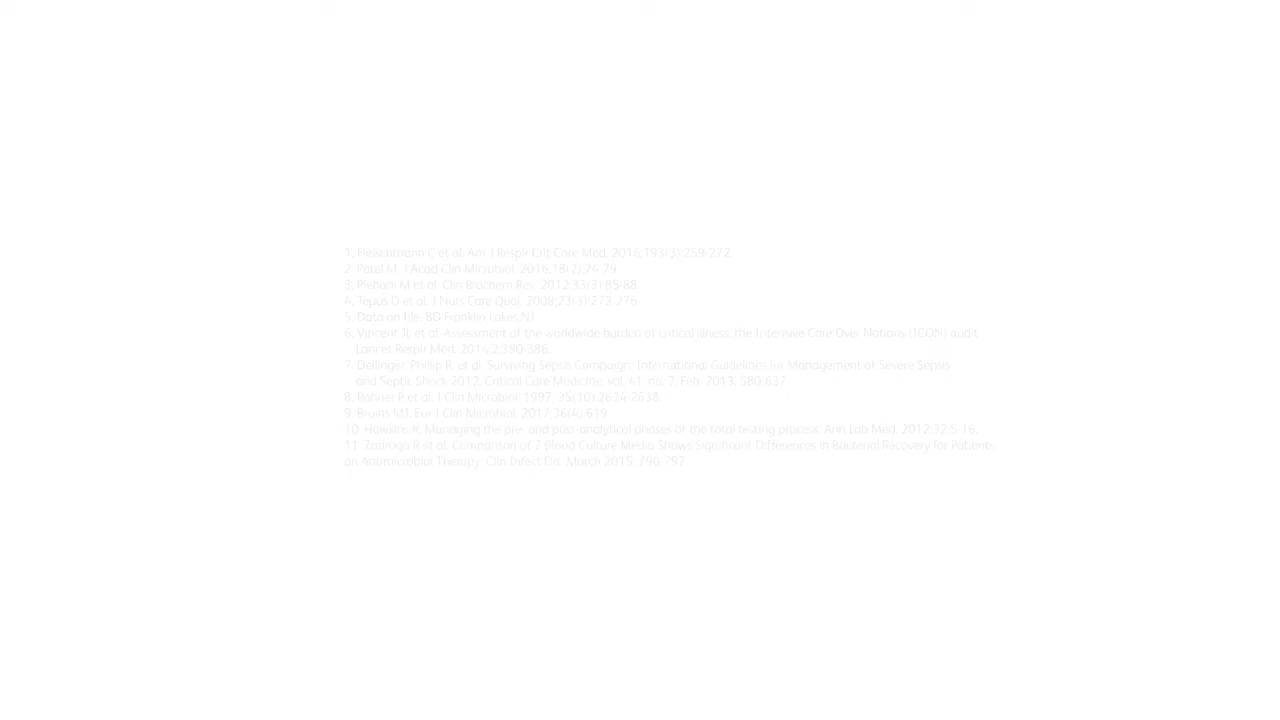 1. Fleischmann C et al. Am J Respir Crit Care Med. 2016;193(3):259-272.
2. Patel M. J Acad Clin Microbiol. 2016;18(2):74-79
3. Plebani M et al. Clin Biochem Rev. 2012;33(3):85-88.
4. Tepus D et al. J Nurs Care Qual. 2008;23(3):272-276.
5. Data on file. BD Franklin Lakes,NJ
6. Vincent JL et al. Assessment of the worldwide burden of critical illness: the Intensive Care Over Nations (ICON) audit.
Lancet Respir Med. 2014;2:380-386.
7. Dellinger, Phillip R. et al. Surviving Sepsis Campaign: International Guidelines for Management of Severe Sepsis
and Septic Shock 2012. Critical Care Medicine: vol. 41, no. 2, Feb. 2013, 580-637
8. Rohner P et al. J Clin Microbiol. 1997; 35(10):2634-2638.
9. Bruins MJ. Eur J Clin Microbiol. 2017;36(4):619
10. Hawkins R. Managing the pre- and post-analytical phases of the total testing process. Ann Lab Med. 2012;32:5-16.
11. Zadroga R et al. Comparison of 2 Blood Culture Media Shows Significant Differences in Bacterial Recovery for Patients
on Antimicrobial Therapy. Clin Infect Dis. March 2013: 790-797